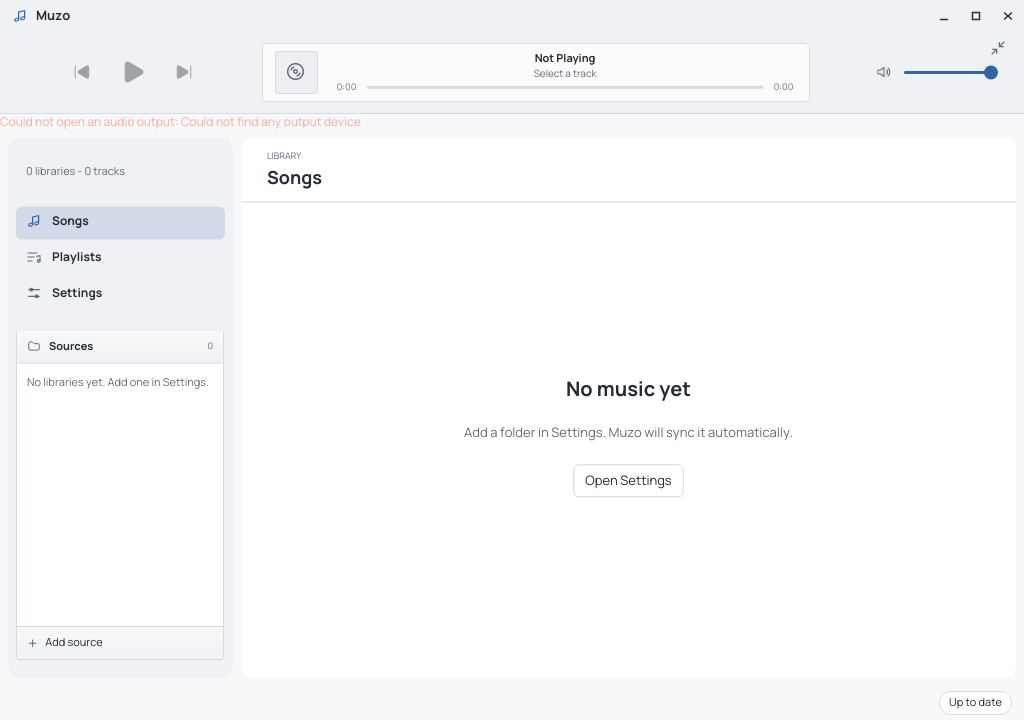 Muzo
Not Playing
Select a track
0:00
0:00
Could not open an audio output: Could not find any output device
0 libraries - 0 tracks
Songs
Playlists
Settings
Sources
0
No libraries yet. Add one in Settings.
Add source
LIBRARY
Songs
No music yet
Add a folder in Settings. Muzo will sync it automatically.
Open Settings
Up to date